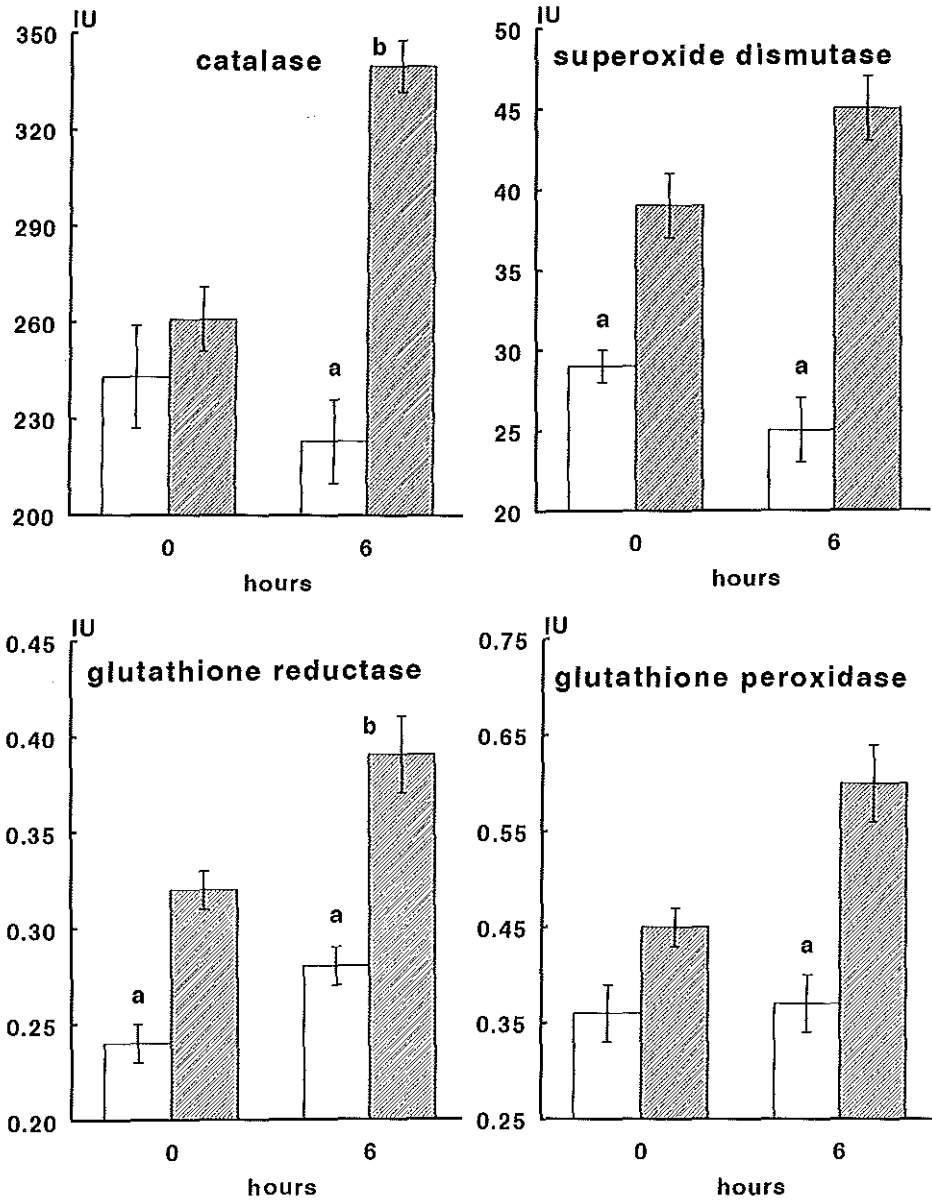 IU
catalase
350
320
290
260
230
200
b
a
0
6
hours
IU
superoxide dismutase
50
45
40
35
30
25
20
a
a
0
6
hours
IU
glutathione reductase
0.45
0.40
0.35
0.30
0.25
0.20
b
a
a
0
6
hours
IU
glutathione peroxidase
0.75
0.65
0.55
0.45
0.35
0.25
a
0
6
hours